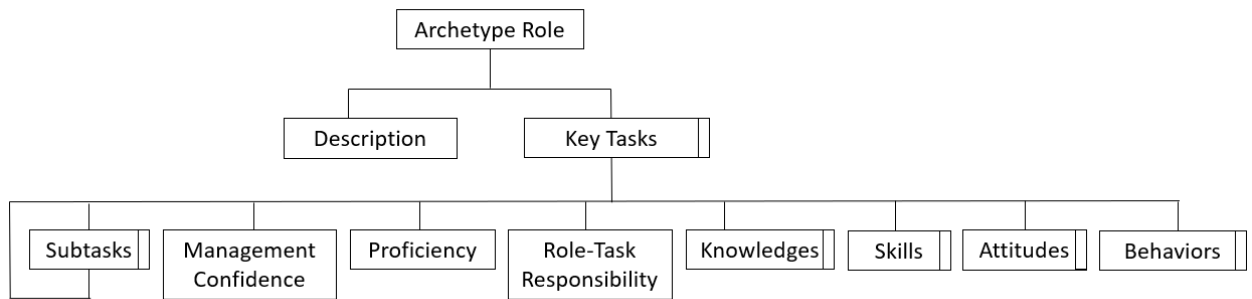 Archetype Role
Description
Key Tasks
Subtasks
Management
Confidence
Proficiency
Role-Task
Responsibility
Knowledges
Skills
Attitudes
Behaviors